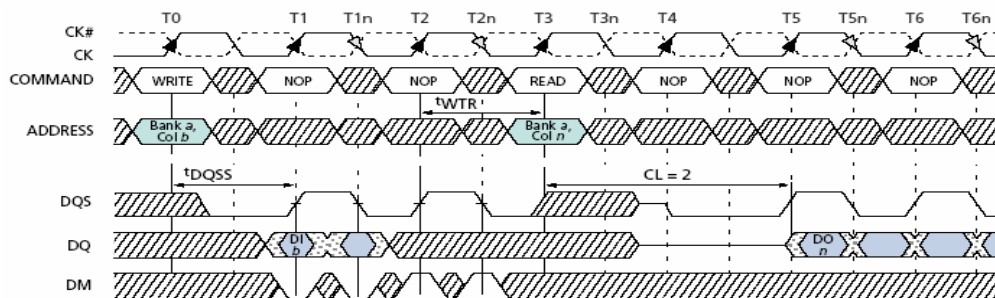 T0 T1 T1n T2 T2n T3 T3n T4 T5 T5n T6 T6n
CK#
CK
COMMAND WRITE NOP NOP READ NOP NOP NOP
tWTR
ADDRESS Bank a, Col b Bank a, Col n
tDQSS CL = 2
DQS
DQ DI b DO n
DM